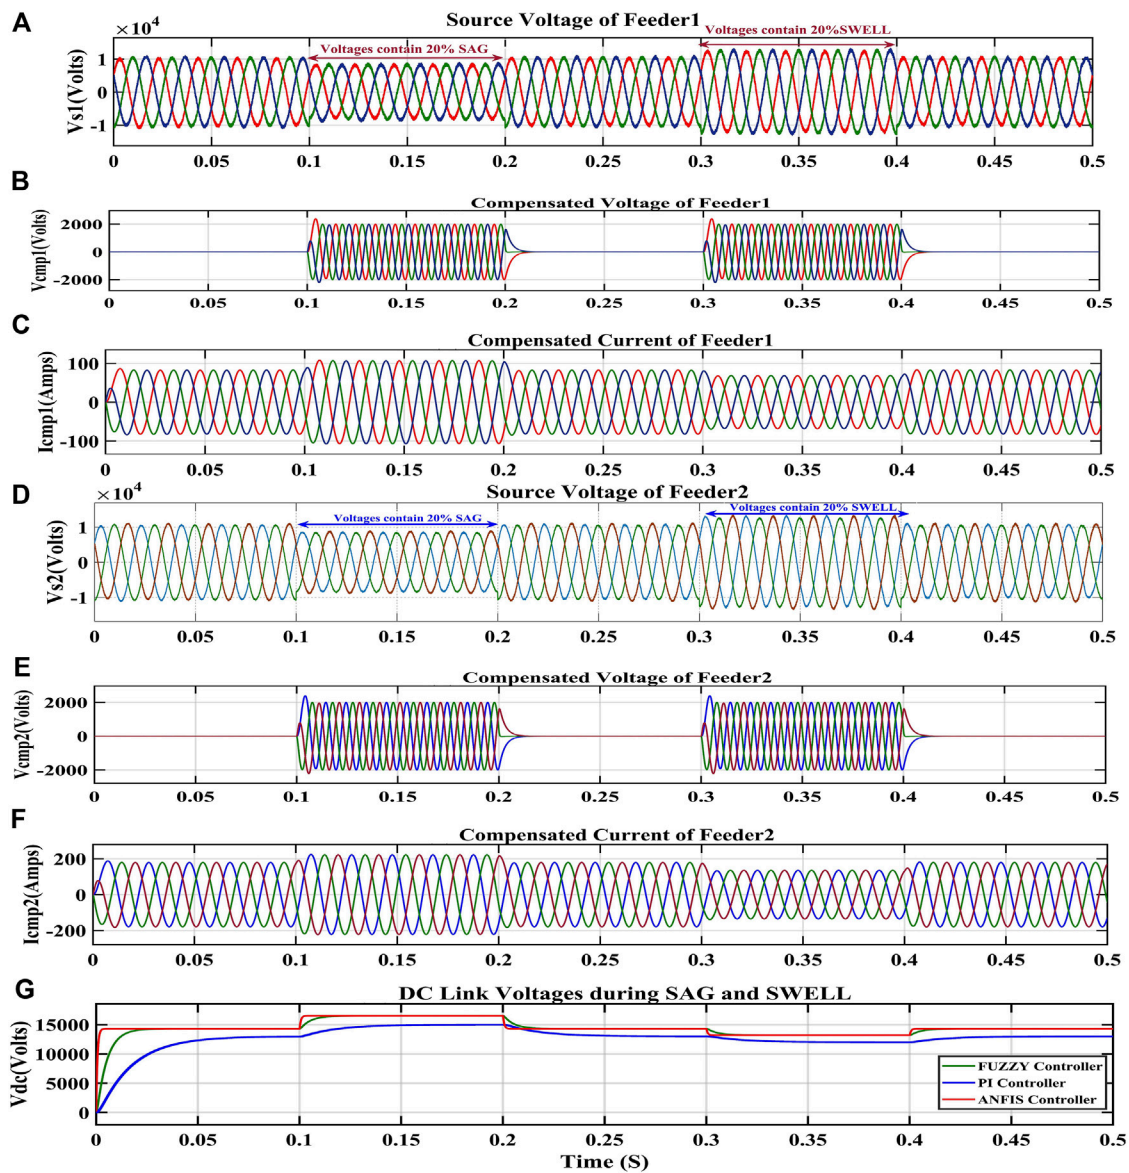 A
×10⁴
Source Voltage of Feeder1
Vs1(Volts)
1
0
-1
Voltages contain 20% SAG
Voltages contain 20%SWELL
0 0.05 0.1 0.15 0.2 0.25 0.3 0.35 0.4 0.45 0.5
B
Compensated Voltage of Feeder1
Vcmp1(Volts)
2000
0
-2000
0 0.05 0.1 0.15 0.2 0.25 0.3 0.35 0.4 0.45 0.5
C
Compensated Current of Feeder1
Icmp1(Amps)
100
0
-100
0 0.05 0.1 0.15 0.2 0.25 0.3 0.35 0.4 0.45 0.5
D
×10⁴
Source Voltage of Feeder2
Vs2(Volts)
1
0
-1
Voltages contain 20% SAG
Voltages contain 20% SWELL
0 0.05 0.1 0.15 0.2 0.25 0.3 0.35 0.4 0.45 0.5
E
Compensated Voltage of Feeder2
Vcmp2(Volts)
2000
0
-2000
0 0.05 0.1 0.15 0.2 0.25 0.3 0.35 0.4 0.45 0.5
F
Compensated Current of Feeder2
Icmp2(Amps)
200
0
-200
0 0.05 0.1 0.15 0.2 0.25 0.3 0.35 0.4 0.45 0.5
G
DC Link Voltages during SAG and SWELL
Vdc(Volts)
15000
10000
5000
0
FUZZY Controller
PI Controller
ANFIS Controller
0 0.05 0.1 0.15 0.2 0.25 0.3 0.35 0.4 0.45 0.5
Time (S)